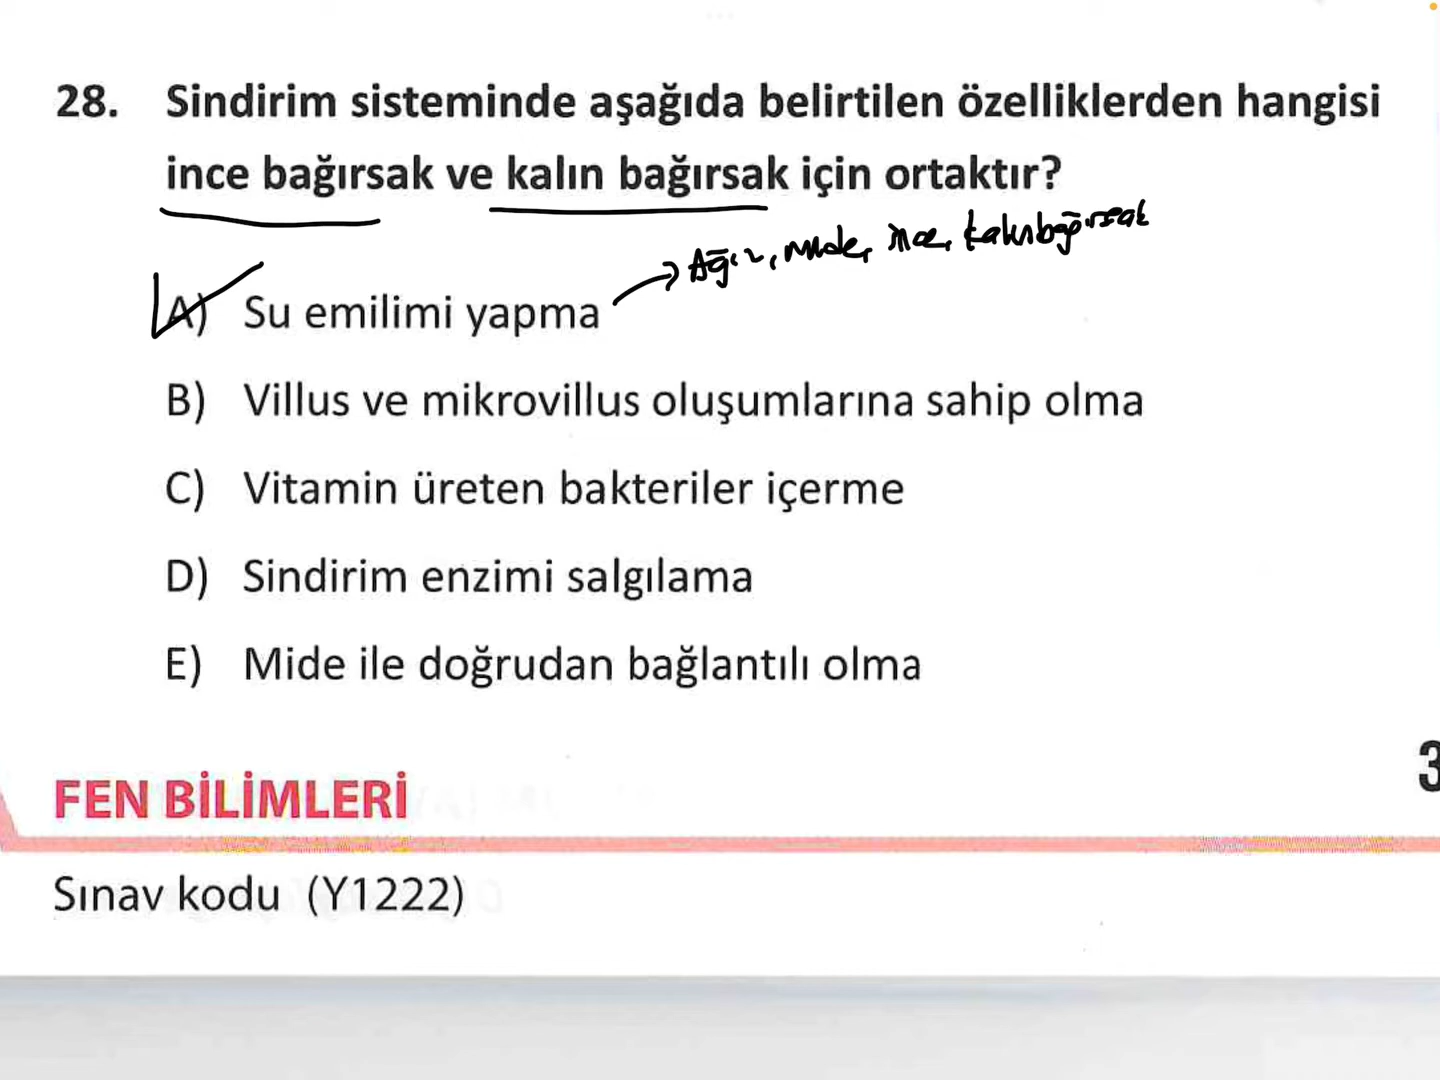 28. Sindirim sisteminde aşağıda belirtilen özelliklerden hangisi
ince bağırsak ve kalın bağırsak için ortaktır?
Ağız, mide, ince, kalınbağırsak
A) Su emilimi yapma
B) Villus ve mikrovillus oluşumlarına sahip olma
C) Vitamin üreten bakteriler içerme
D) Sindirim enzimi salgılama
E) Mide ile doğrudan bağlantılı olma
3
FEN BİLİMLERİ
Sınav kodu (Y1222)